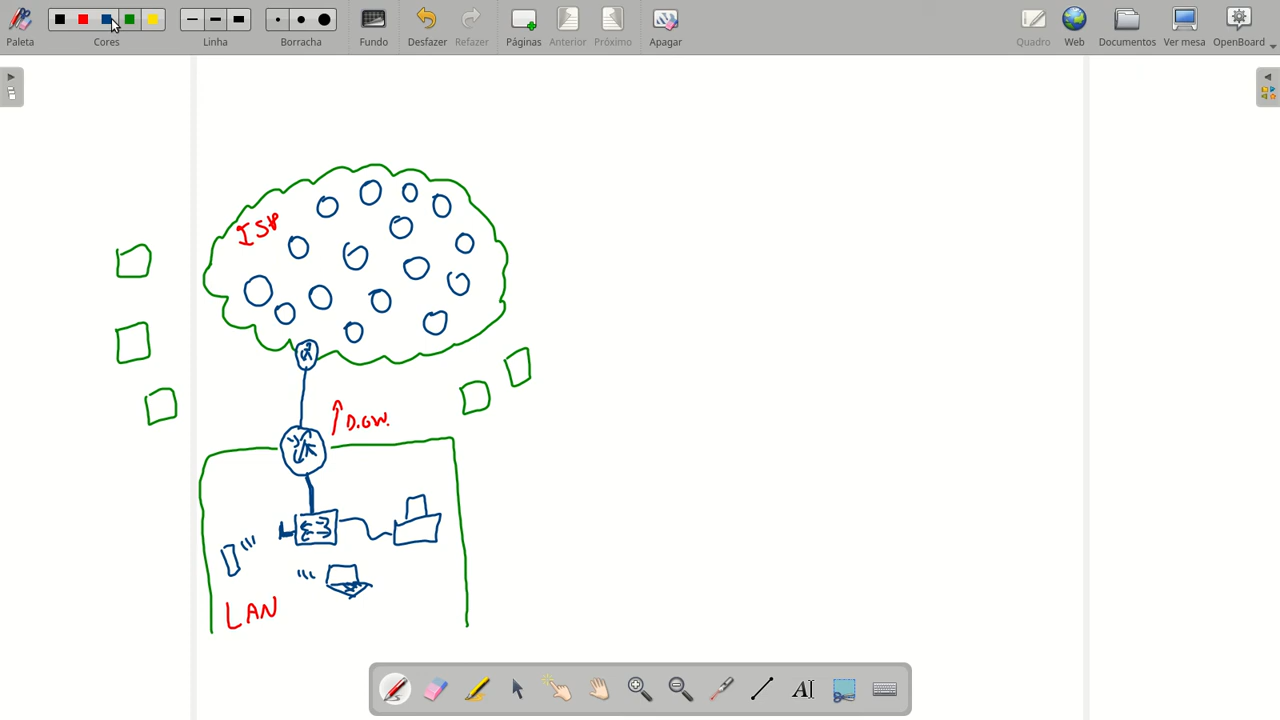 Paleta
Cores
Linha
Borracha
Fundo
Desfazer
Refazer
Páginas
Anterior
Próximo
Apagar
Quadro
Web
Documentos
Ver mesa
OpenBoard
ISP
R
D.GW.
LAN
AI